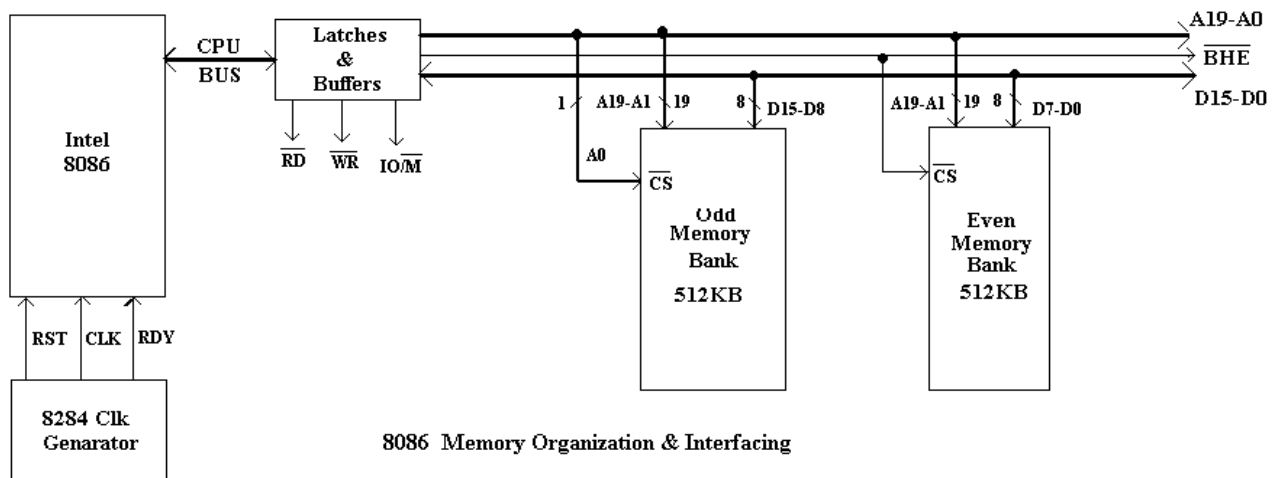 A19-A0
BHE
D15-D0
CPU
BUS
Latches
&
Buffers
RD
WR
IO/M
Intel
8086
1
A19-A1
19
8
D15-D8
A0
CS
Odd
Memory
Bank
512KB
A19-A1
19
8
D7-D0
CS
Even
Memory
Bank
512KB
RST
CLK
RDY
8284 Clk
Genarator
8086 Memory Organization & Interfacing